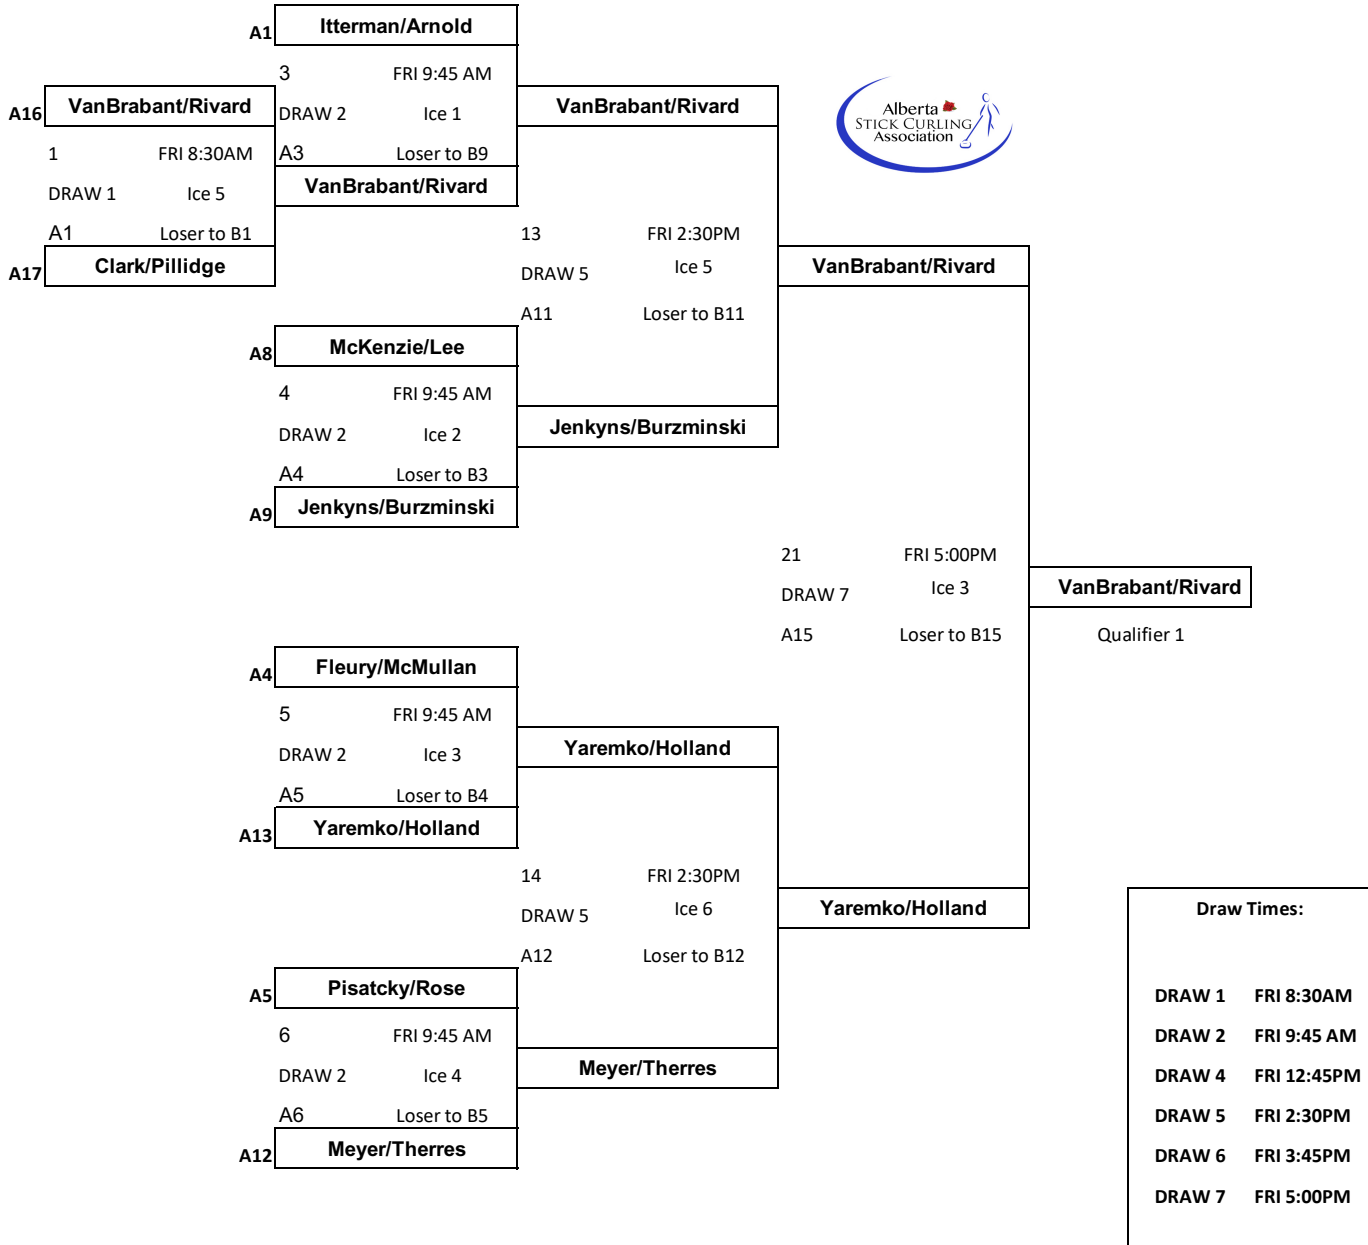 A1 Itterman/Arnold
3 FRI 9:45 AM
A16 VanBrabant/Rivard DRAW 2 Ice 1 VanBrabant/Rivard
Alberta
STICK CURLING
Association
1 FRI 8:30AM A3 Loser to B9
DRAW 1 Ice 5 VanBrabant/Rivard
A1 Loser to B1 13 FRI 2:30PM
A17 Clark/Pillidge DRAW 5 Ice 5 VanBrabant/Rivard
A11 Loser to B11
A8 McKenzie/Lee
4 FRI 9:45 AM
DRAW 2 Ice 2 Jenkyns/Burzminski
A4 Loser to B3
A9 Jenkyns/Burzminski
21 FRI 5:00PM
DRAW 7 Ice 3 VanBrabant/Rivard
A15 Loser to B15 Qualifier 1
A4 Fleury/McMullan
5 FRI 9:45 AM
DRAW 2 Ice 3 Yaremko/Holland
A5 Loser to B4
A13 Yaremko/Holland
14 FRI 2:30PM
DRAW 5 Ice 6 Yaremko/Holland Draw Times:
A12 Loser to B12
A5 Pisatcky/Rose DRAW 1 FRI 8:30AM
6 FRI 9:45 AM DRAW 2 FRI 9:45 AM
DRAW 2 Ice 4 Meyer/Therres DRAW 4 FRI 12:45PM
A6 Loser to B5 DRAW 5 FRI 2:30PM
A12 Meyer/Therres DRAW 6 FRI 3:45PM
DRAW 7 FRI 5:00PM